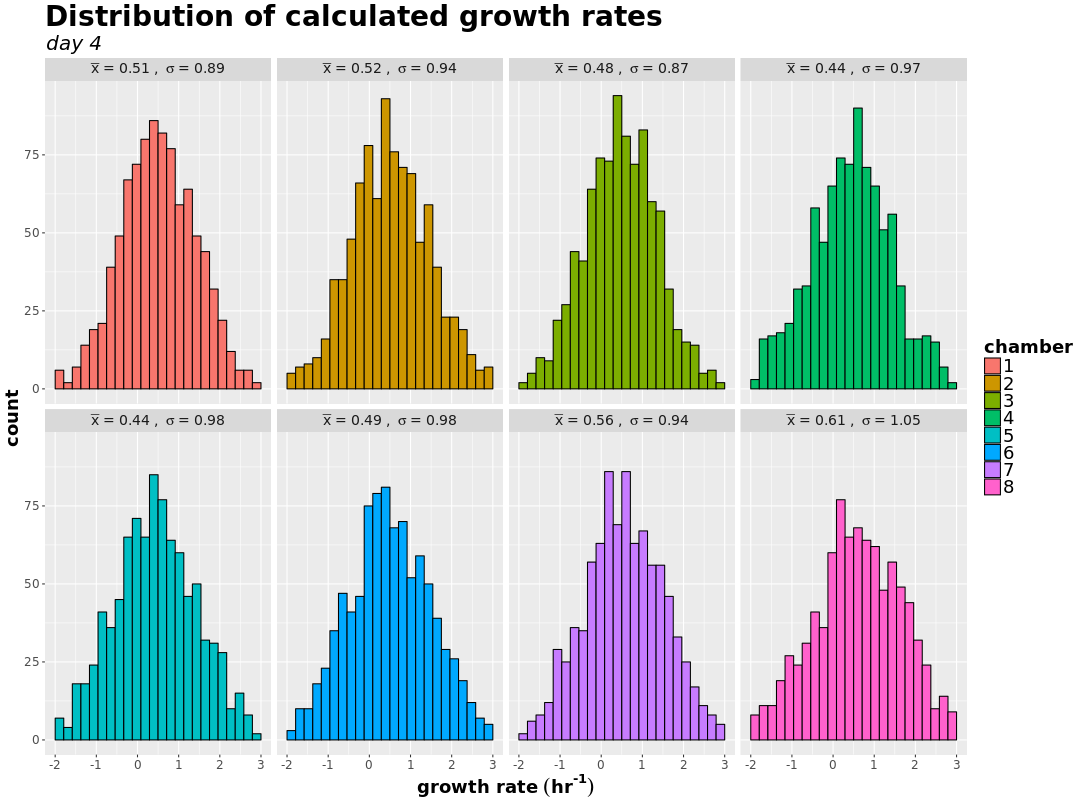 Distribution of calculated growth rates
day 4
x̅ = 0.51 , σ = 0.89
x̅ = 0.52 , σ = 0.94
x̅ = 0.48 , σ = 0.87
x̅ = 0.44 , σ = 0.97
75
50
25
0
x̅ = 0.44 , σ = 0.98
x̅ = 0.49 , σ = 0.98
x̅ = 0.56 , σ = 0.94
x̅ = 0.61 , σ = 1.05
75
50
25
0
-2 -1 0 1 2 3
-2 -1 0 1 2 3
-2 -1 0 1 2 3
-2 -1 0 1 2 3
count
growth rate (hr⁻¹)
chamber
1
2
3
4
5
6
7
8